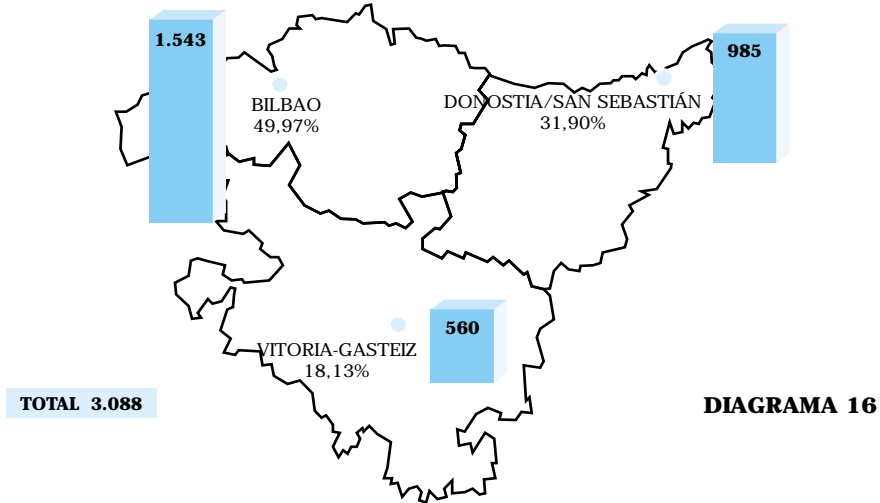 1.543
985
BILBAO
49,97%
DONOSTIA/SAN SEBASTIÁN
31,90%
560
VITORIA-GASTEIZ
18,13%
TOTAL 3.088
DIAGRAMA 16